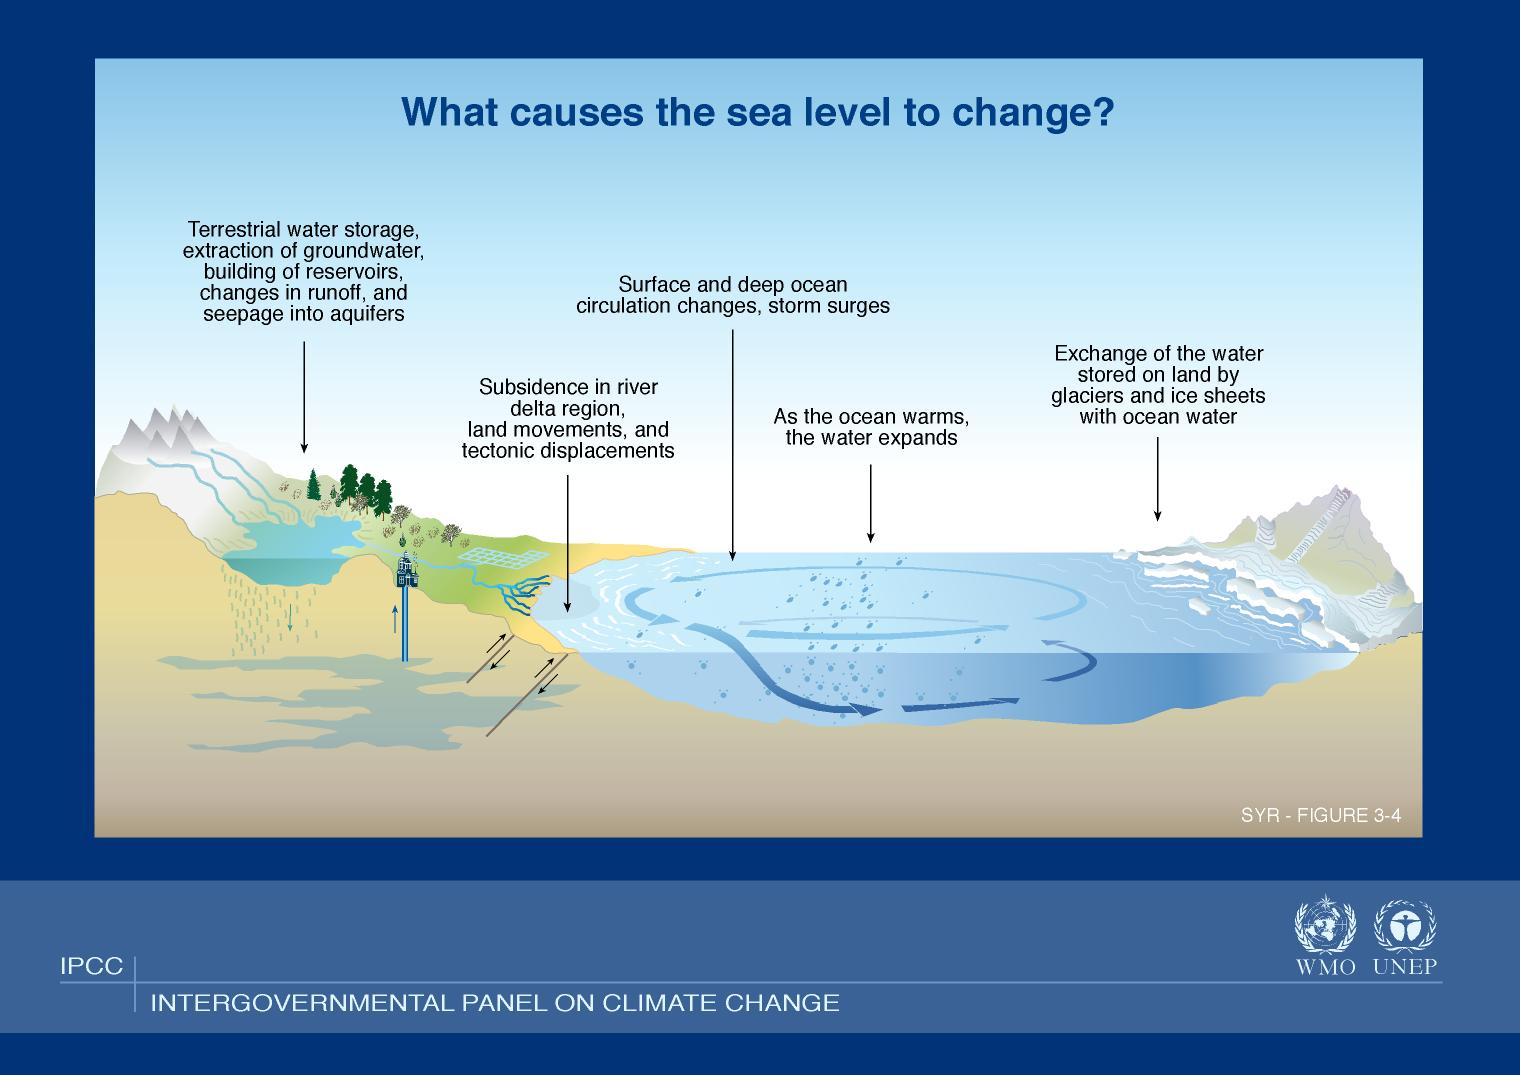 What causes the sea level to change?
Terrestrial water storage,
extraction of groundwater,
building of reservoirs,
changes in runoff, and
seepage into aquifers
Surface and deep ocean
circulation changes, storm surges
Subsidence in river
delta region,
land movements, and
tectonic displacements
As the ocean warms,
the water expands
Exchange of the water
stored on land by
glaciers and ice sheets
with ocean water
SYR - FIGURE 3-4
WMO UNEP
IPCC
INTERGOVERNMENTAL PANEL ON CLIMATE CHANGE